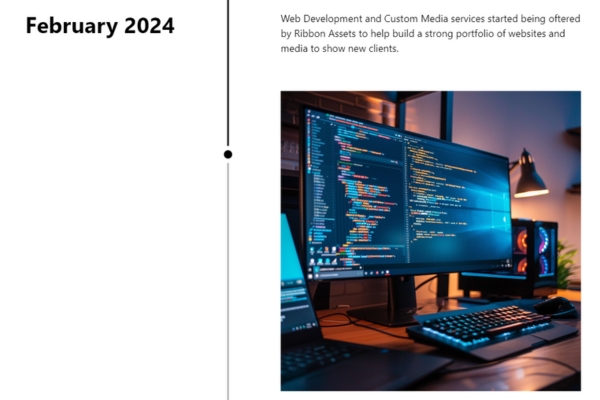 February 2024
Web Development and Custom Media services started being offered
by Ribbon Assets to help build a strong portfolio of websites and
media to show new clients.